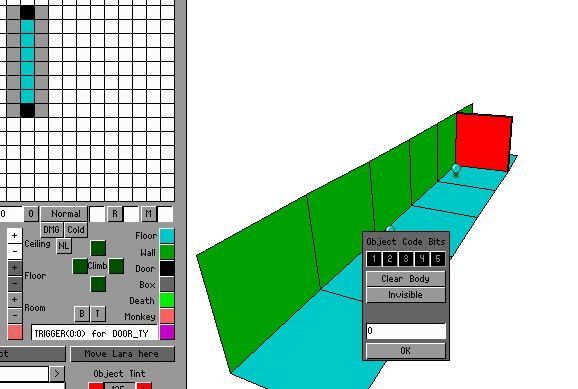 0 0 Normal R M
DMG Cold
+ Ceiling NL Floor
- Wall
+ Climb Door
- Floor Box
+ Death
- Room B T Monkey
TRIGGER(0:0) for DOOR_TY
ct Move Lara here
> Object Tint
125
Object Code Bits
1 2 3 4 5
Clear Body
Invisible
0
OK